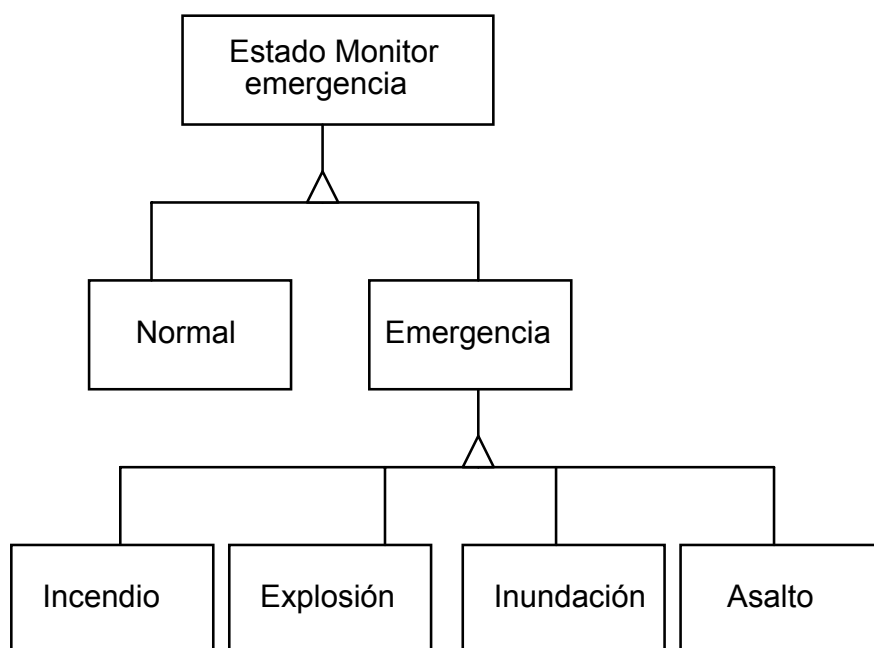 Estado Monitor
emergencia
Normal
Emergencia
Incendio
Explosión
Inundación
Asalto